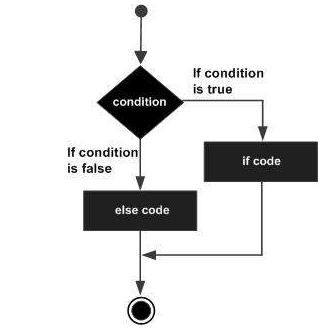 If condition
is true
condition
If condition
is false
if code
else code